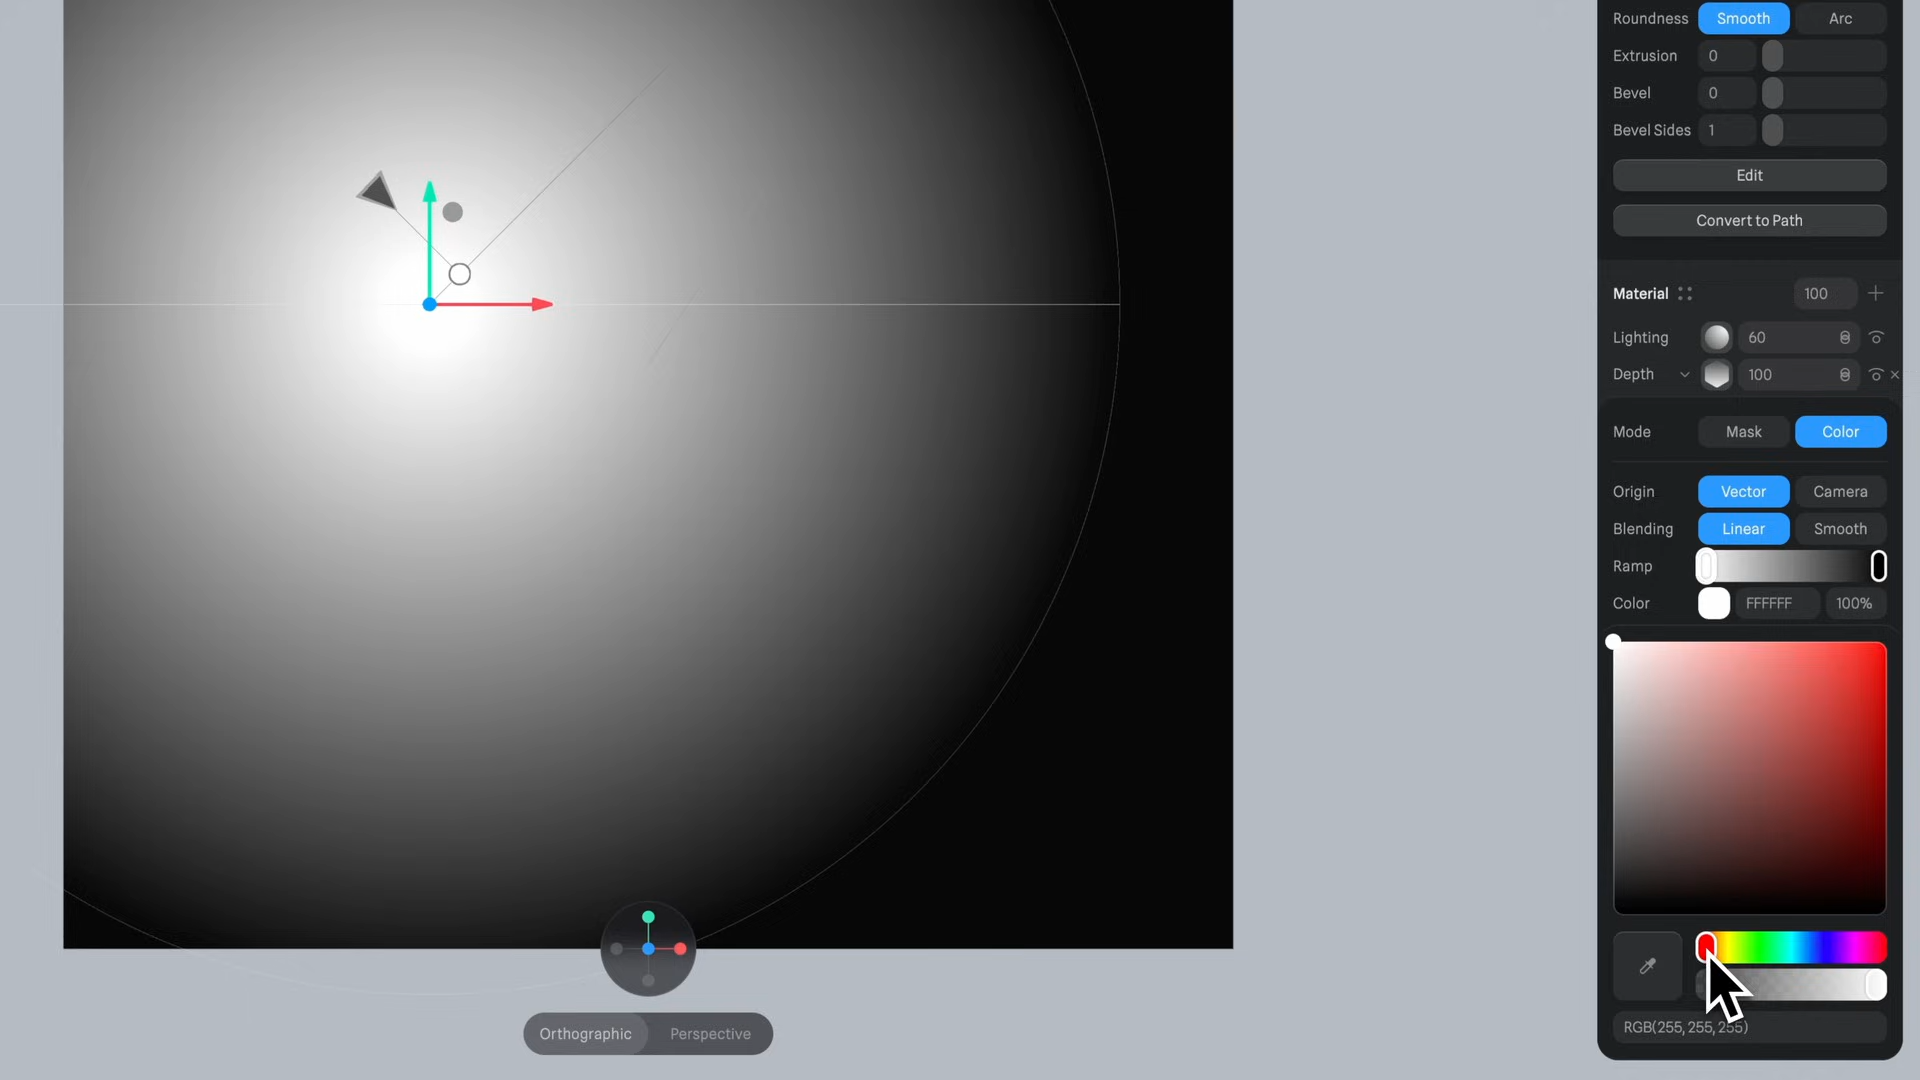 Roundness Smooth Arc
Extrusion 0
Bevel 0
Bevel Sides 1
Edit
Convert to Path
Material 100
Lighting 60
Depth 100
Mode Mask Color
Origin Vector Camera
Blending Linear Smooth
Ramp
Color FFFFFF 100%
RGB(255, 255, 255)
Orthographic Perspective